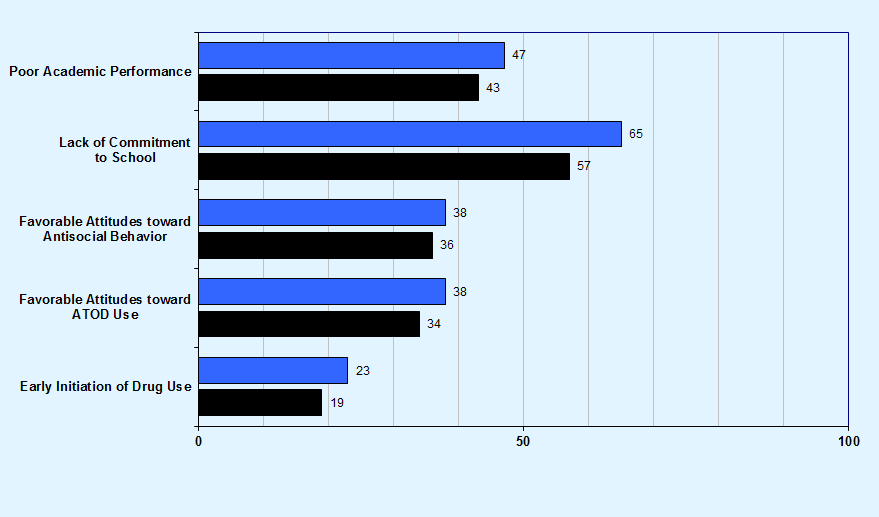 Poor Academic Performance
47
43
Lack of Commitment
to School
65
57
Favorable Attitudes toward
Antisocial Behavior
38
36
Favorable Attitudes toward
ATOD Use
38
34
Early Initiation of Drug Use
23
19
0 50 100